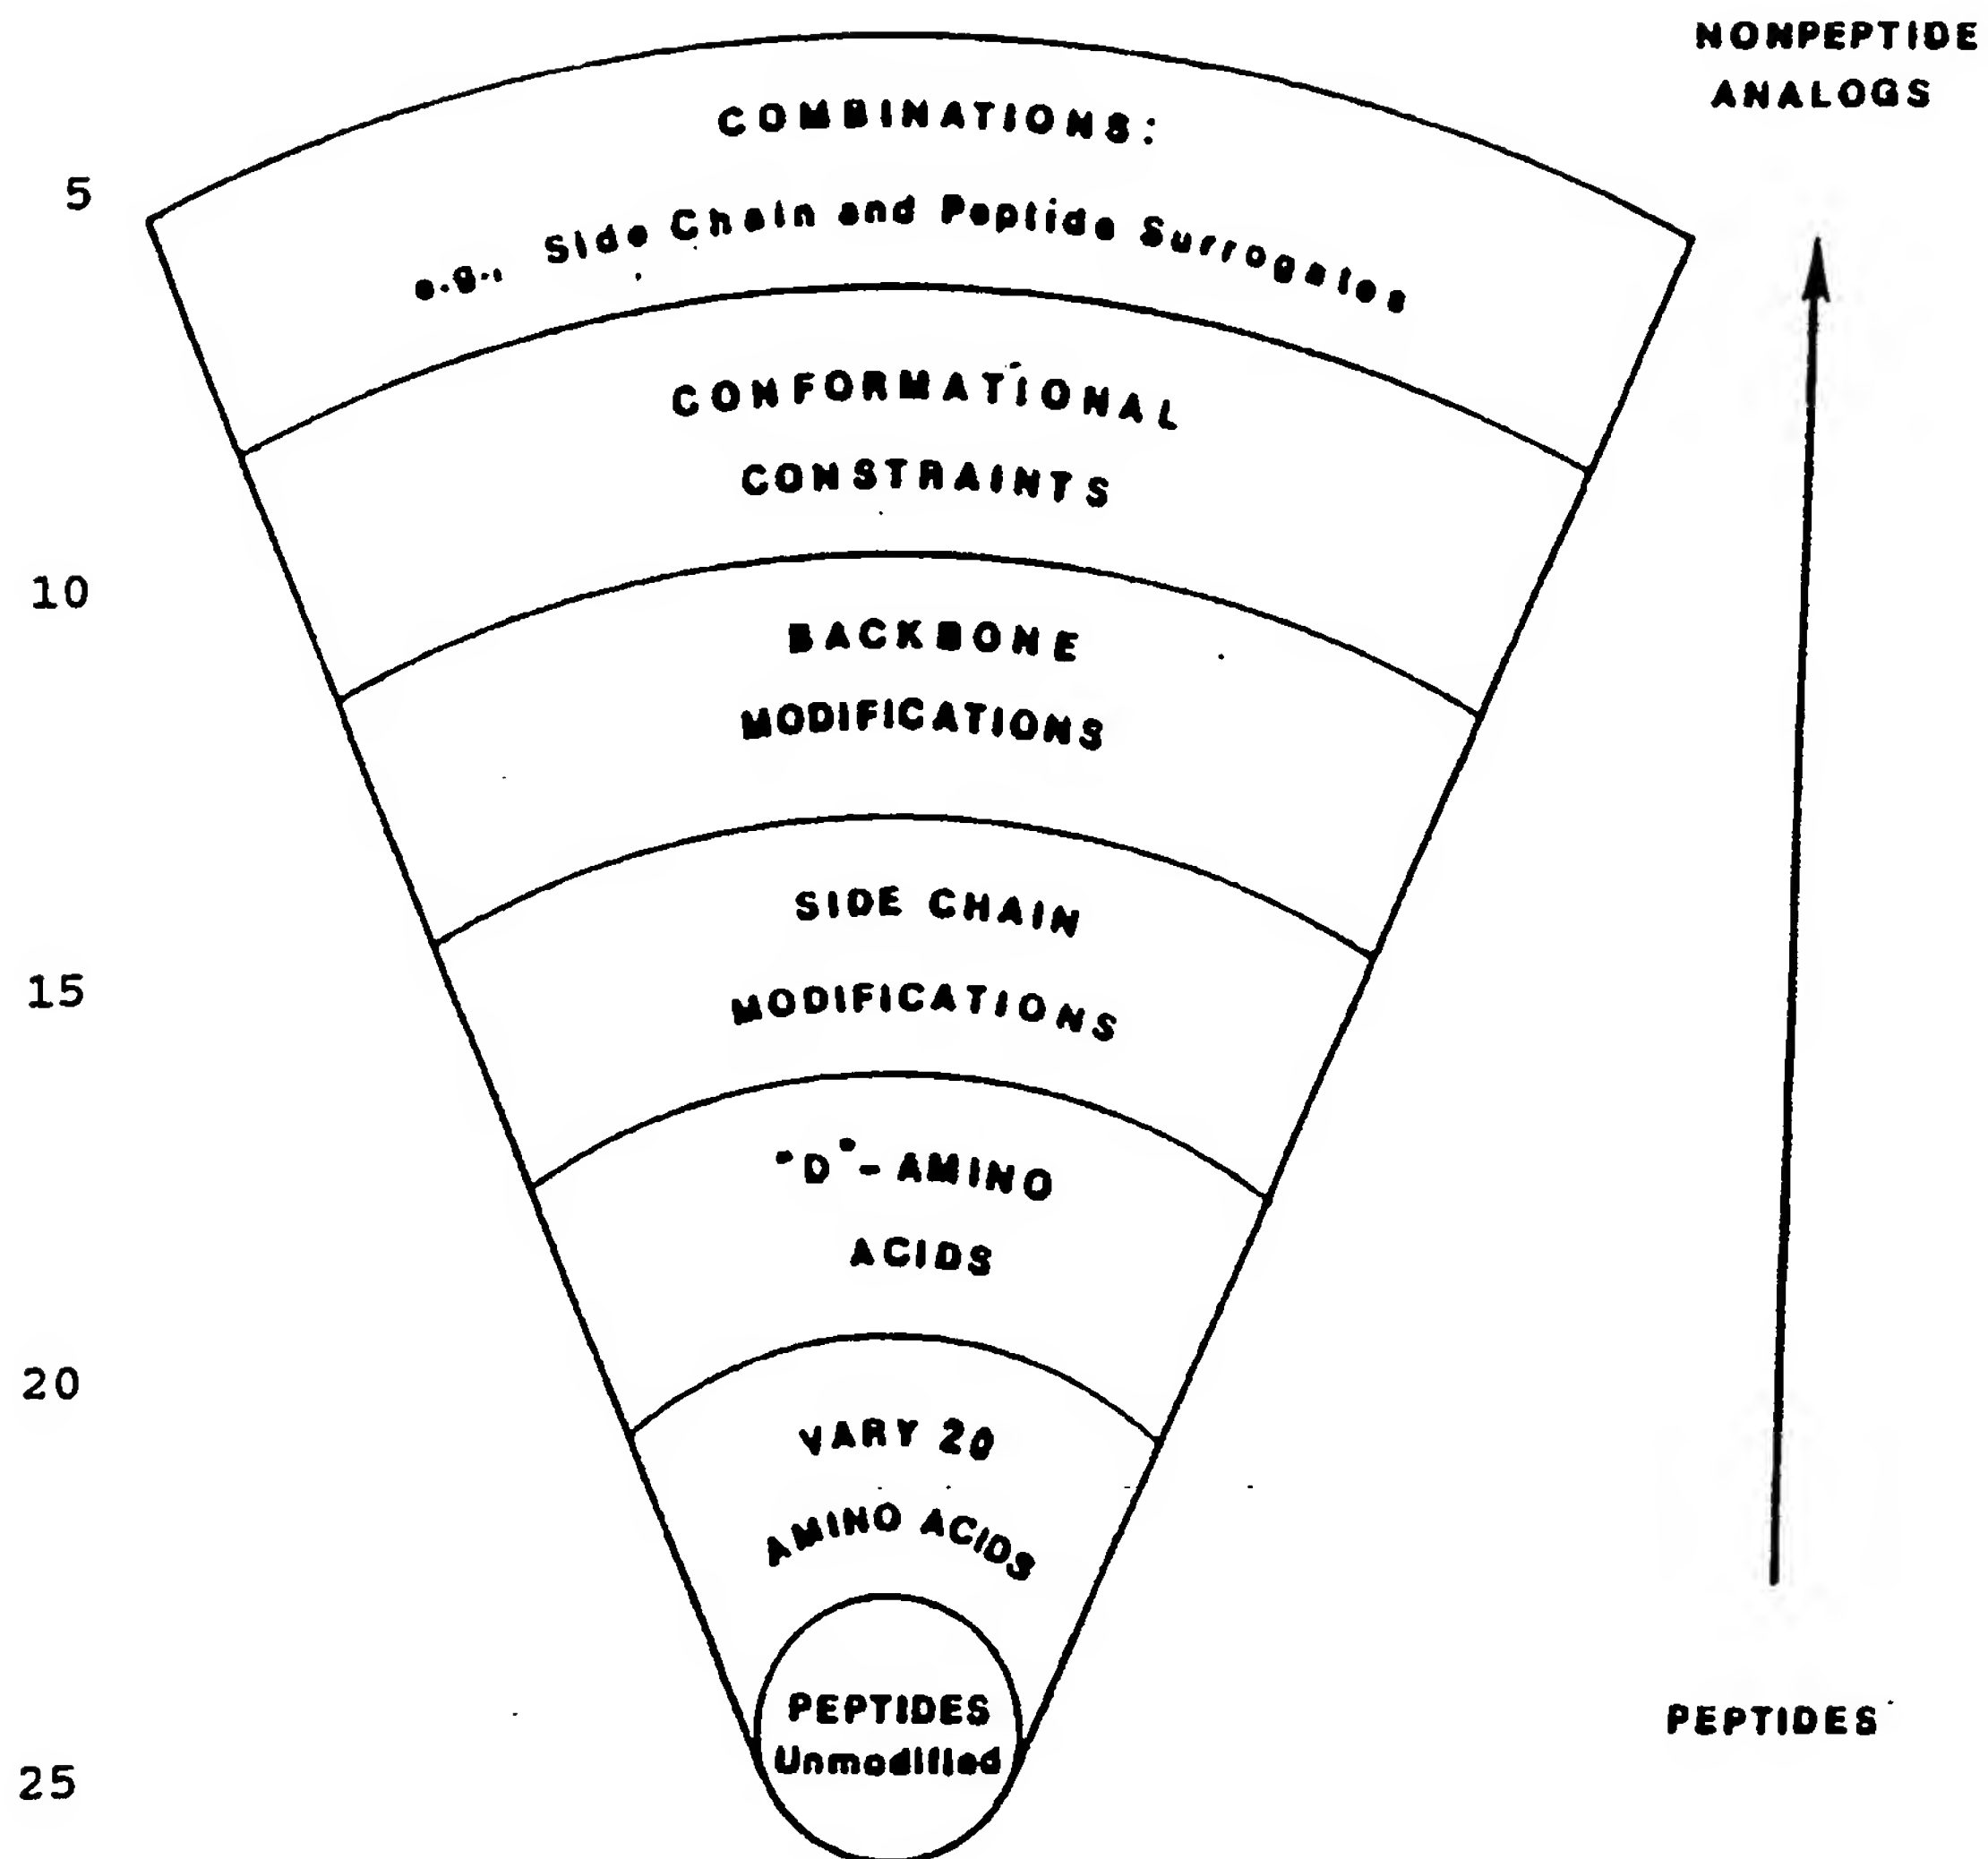 NONPEPTIDE
ANALOGS
COMBINATIONS:
5
e.g., Side Chain and Peptide Surrogates
CONFORMATIONAL
CONSTRAINTS
10
BACKBONE
MODIFICATIONS
SIDE CHAIN
15
MODIFICATIONS
"D"- AMINO
ACIDS
20
VARY 20
AMINO ACIDS
PEPTIDES
Unmodified
PEPTIDES
25